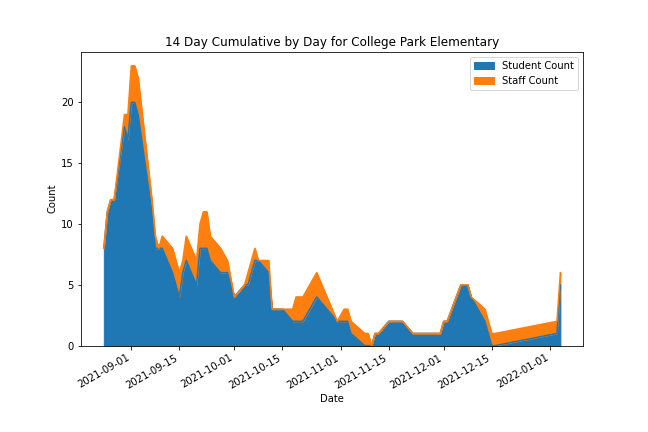 14 Day Cumulative by Day for College Park Elementary
Student Count
Staff Count
20
15
10
5
0
Count
2021-09-01
2021-09-15
2021-10-01
2021-10-15
2021-11-01
2021-11-15
2021-12-01
2021-12-15
2022-01-01
Date